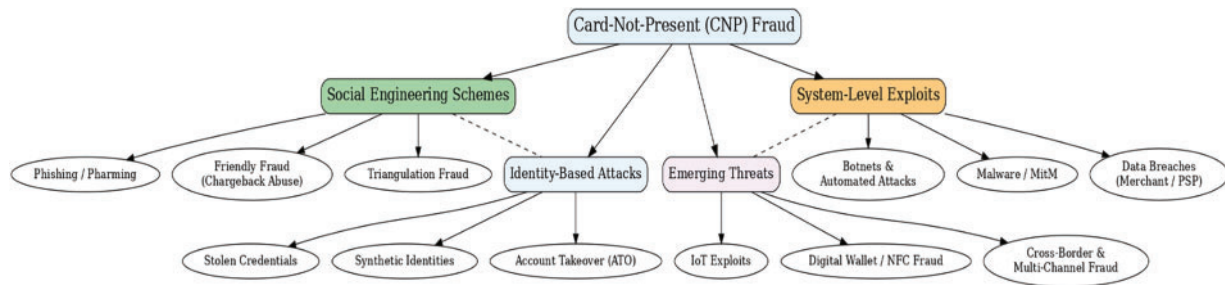 Card-Not-Present (CNP) Fraud
Social Engineering Schemes
System-Level Exploits
Phishing / Pharming
Friendly Fraud
(Chargeback Abuse)
Triangulation Fraud
Identity-Based Attacks
Emerging Threats
Botnets &
Automated Attacks
Malware / MitM
Data Breaches
(Merchant / PSP)
Stolen Credentials
Synthetic Identities
Account Takeover (ATO)
IoT Exploits
Digital Wallet / NFC Fraud
Cross-Border &
Multi-Channel Fraud